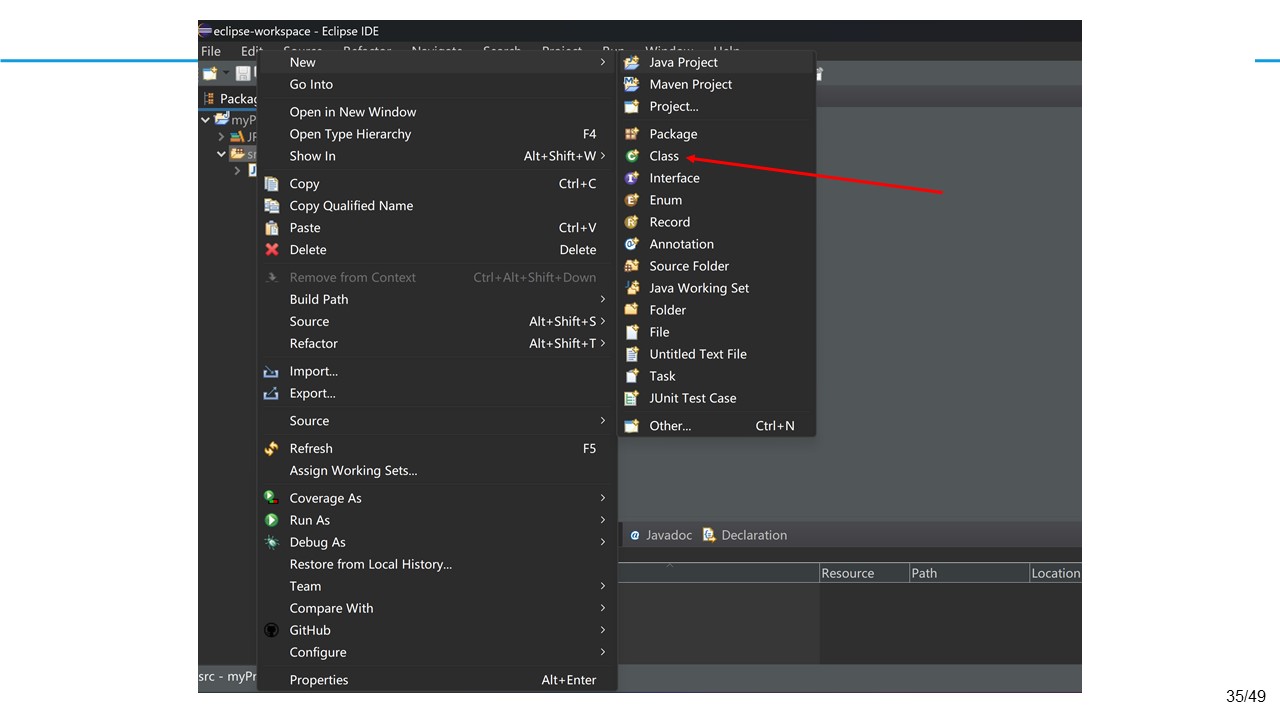 eclipse-workspace - Eclipse IDE
File
New
Go Into
Open in New Window
Open Type Hierarchy F4
Show In Alt+Shift+W
Copy Ctrl+C
Copy Qualified Name
Paste Ctrl+V
Delete Delete
Remove from Context Ctrl+Alt+Shift+Down
Build Path
Source Alt+Shift+S
Refactor Alt+Shift+T
Import...
Export...
Source
Refresh F5
Assign Working Sets...
Coverage As
Run As
Debug As
Restore from Local History...
Team
Compare With
GitHub
Configure
Properties Alt+Enter
Java Project
Maven Project
Project...
Package
Class
Interface
Enum
Record
Annotation
Source Folder
Java Working Set
Folder
File
Untitled Text File
Task
JUnit Test Case
Other... Ctrl+N
Javadoc Declaration
Resource Path Location
src - myPr
35/49